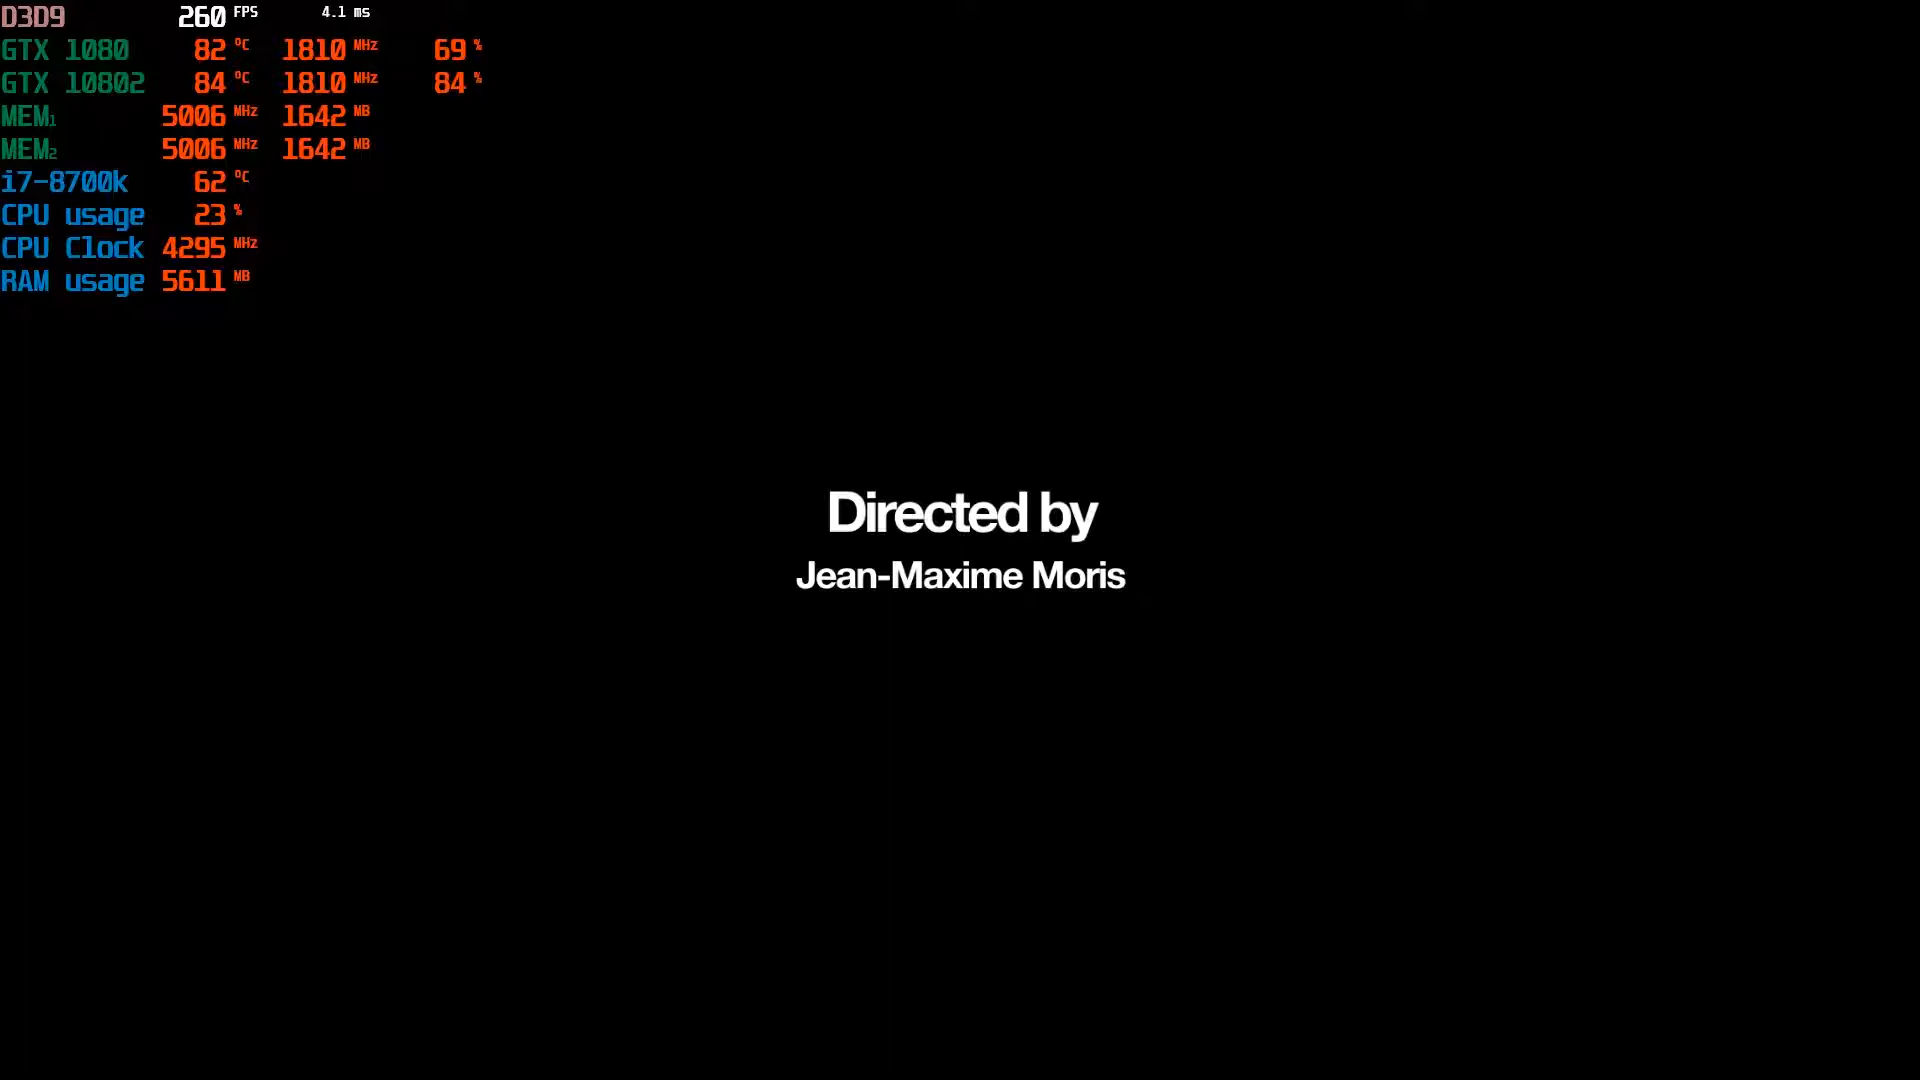 D3D9 260 FPS 4.1 ms
GTX 1080 82 °C 1810 MHz 69 %
GTX 10802 84 °C 1810 MHz 84 %
MEM1 5006 MHz 1642 MB
MEM2 5006 MHz 1642 MB
i7-8700k 62 °C
CPU usage 23 %
CPU Clock 4295 MHz
RAM usage 5611 MB
Directed by
Jean-Maxime Moris